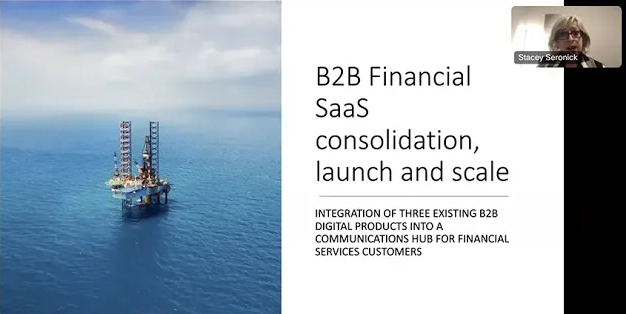 Stacey Seronick
B2B Financial
SaaS
consolidation,
launch and scale
INTEGRATION OF THREE EXISTING B2B
DIGITAL PRODUCTS INTO A
COMMUNICATIONS HUB FOR FINANCIAL
SERVICES CUSTOMERS